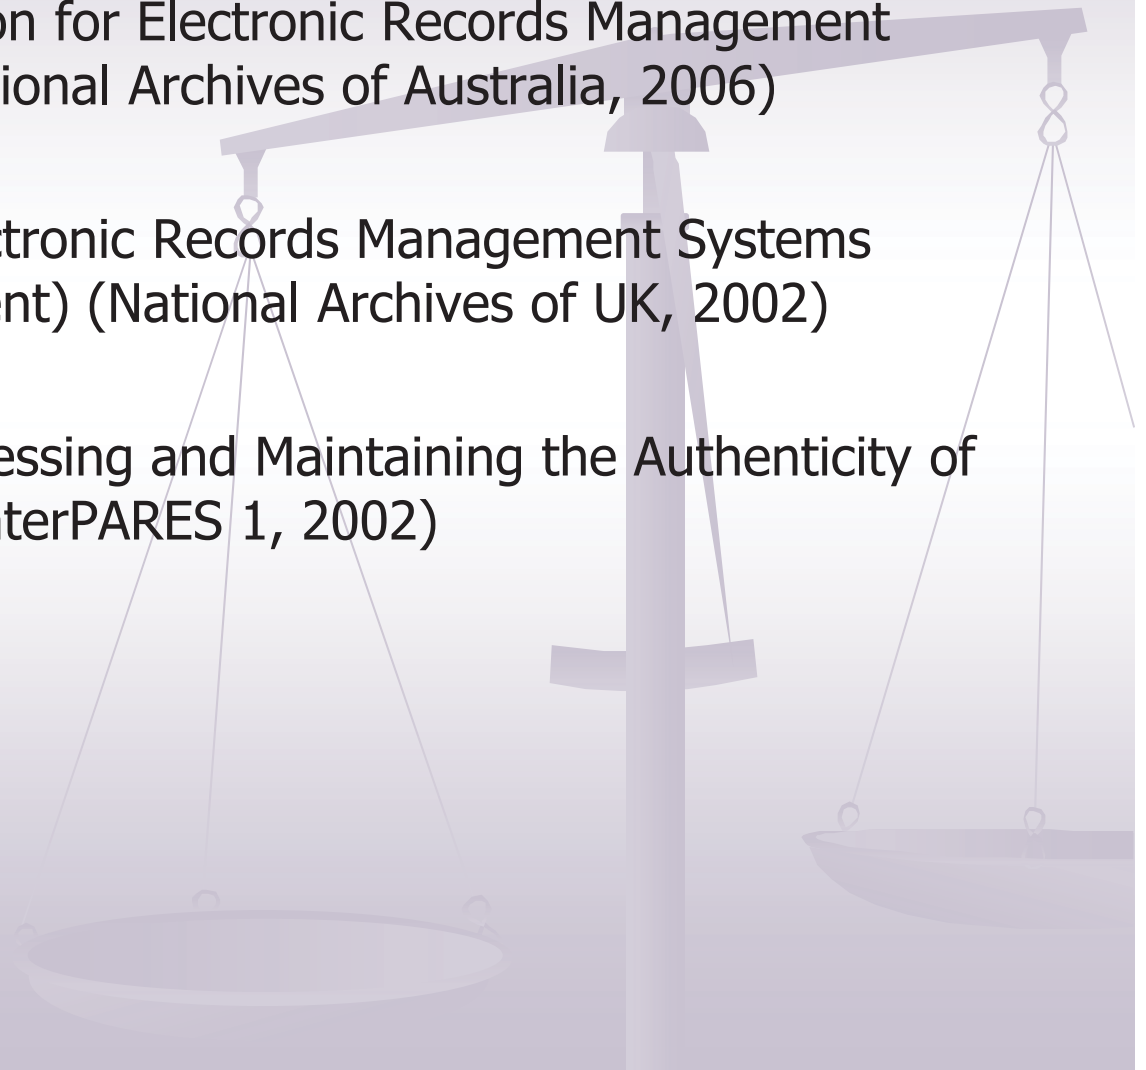 on for Electronic Records Management
ional Archives of Australia, 2006)
ctronic Records Management Systems
ent) (National Archives of UK, 2002)
essing and Maintaining the Authenticity of
terPARES 1, 2002)